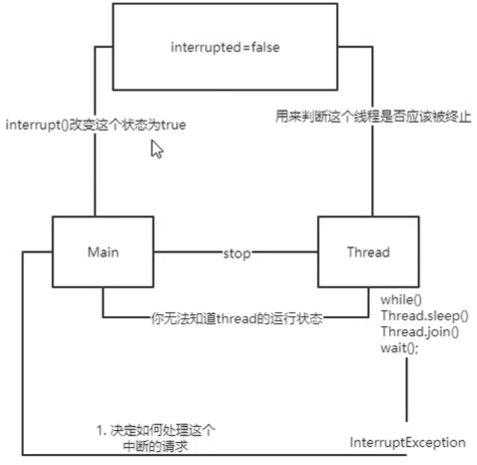 interrupted=false
interrupt()改变这个状态为true
用来判断这个线程是否应该被终止
Main
stop
Thread
你无法知道thread的运行状态
while()
Thread.sleep()
Thread.join()
wait();
1. 决定如何处理这个
中断的请求
InterruptException